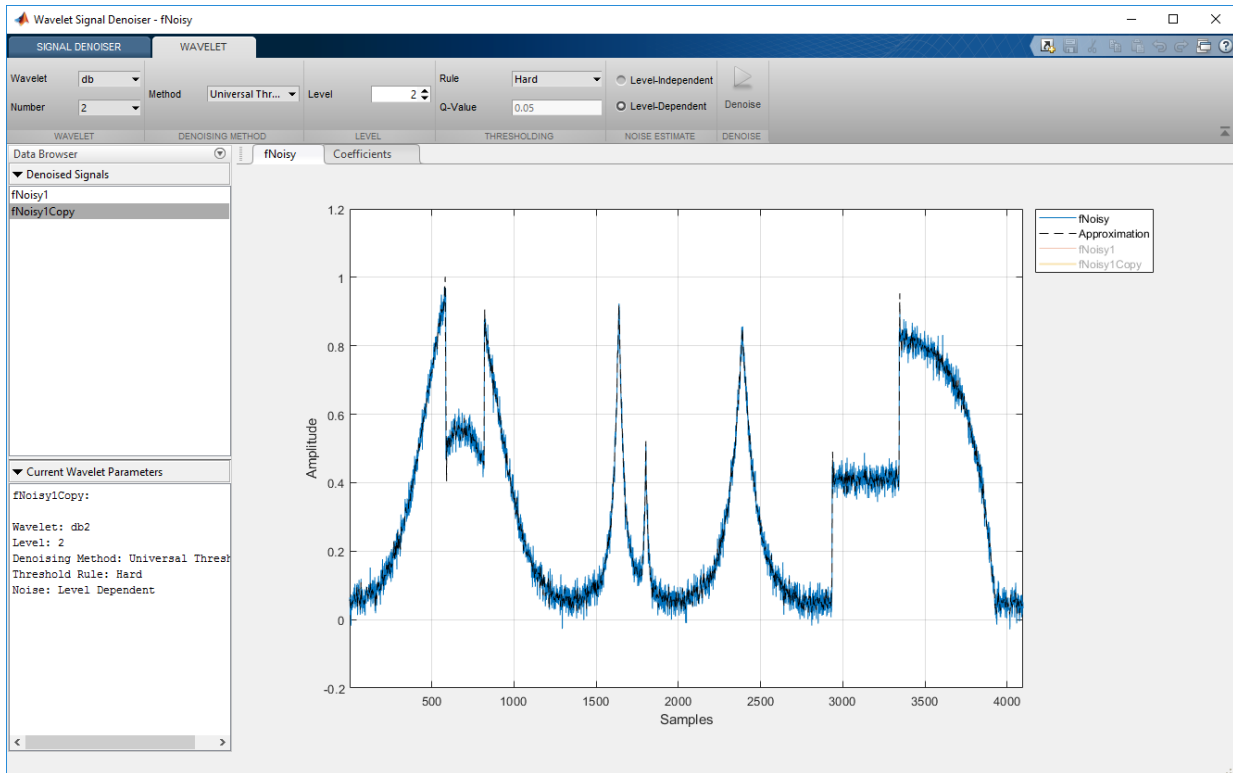 Wavelet Signal Denoiser - fNoisy
SIGNAL DENOISER WAVELET
Wavelet db
Number 2
Method Universal Thr...
Level 2
Rule Hard
Q-Value 0.05
Level-Independent
Level-Dependent
Denoise
WAVELET DENOISING METHOD LEVEL THRESHOLDING NOISE ESTIMATE DENOISE
Data Browser
Denoised Signals
fNoisy1
fNoisy1Copy
Current Wavelet Parameters
fNoisy1Copy:
Wavelet: db2
Level: 2
Denoising Method: Universal Thresh
Threshold Rule: Hard
Noise: Level Dependent
fNoisy Coefficients
1.2
1
0.8
0.6
0.4
0.2
0
-0.2
Amplitude
500 1000 1500 2000 2500 3000 3500 4000
Samples
fNoisy
Approximation
fNoisy1
fNoisy1Copy